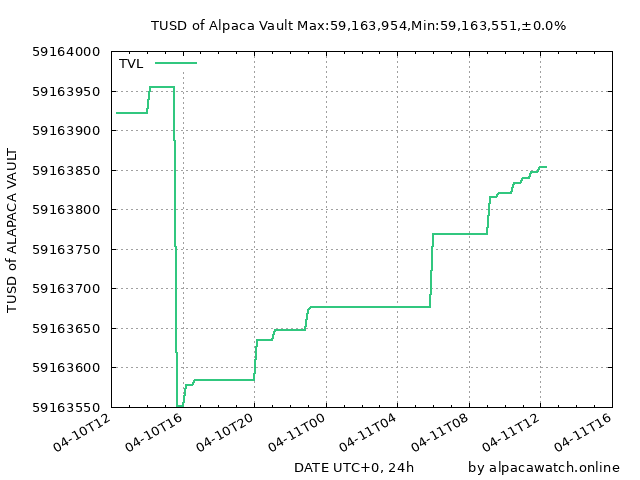 TUSD of Alpaca Vault Max:59,163,954,Min:59,163,551,±0.0%
TVL
59164000
59163950
59163900
59163850
59163800
59163750
59163700
59163650
59163600
59163550
TUSD of ALAPACA VAULT
04-10T12
04-10T16
04-10T20
04-11T00
04-11T04
04-11T08
04-11T12
04-11T16
DATE UTC+0, 24h
by alpacawatch.online